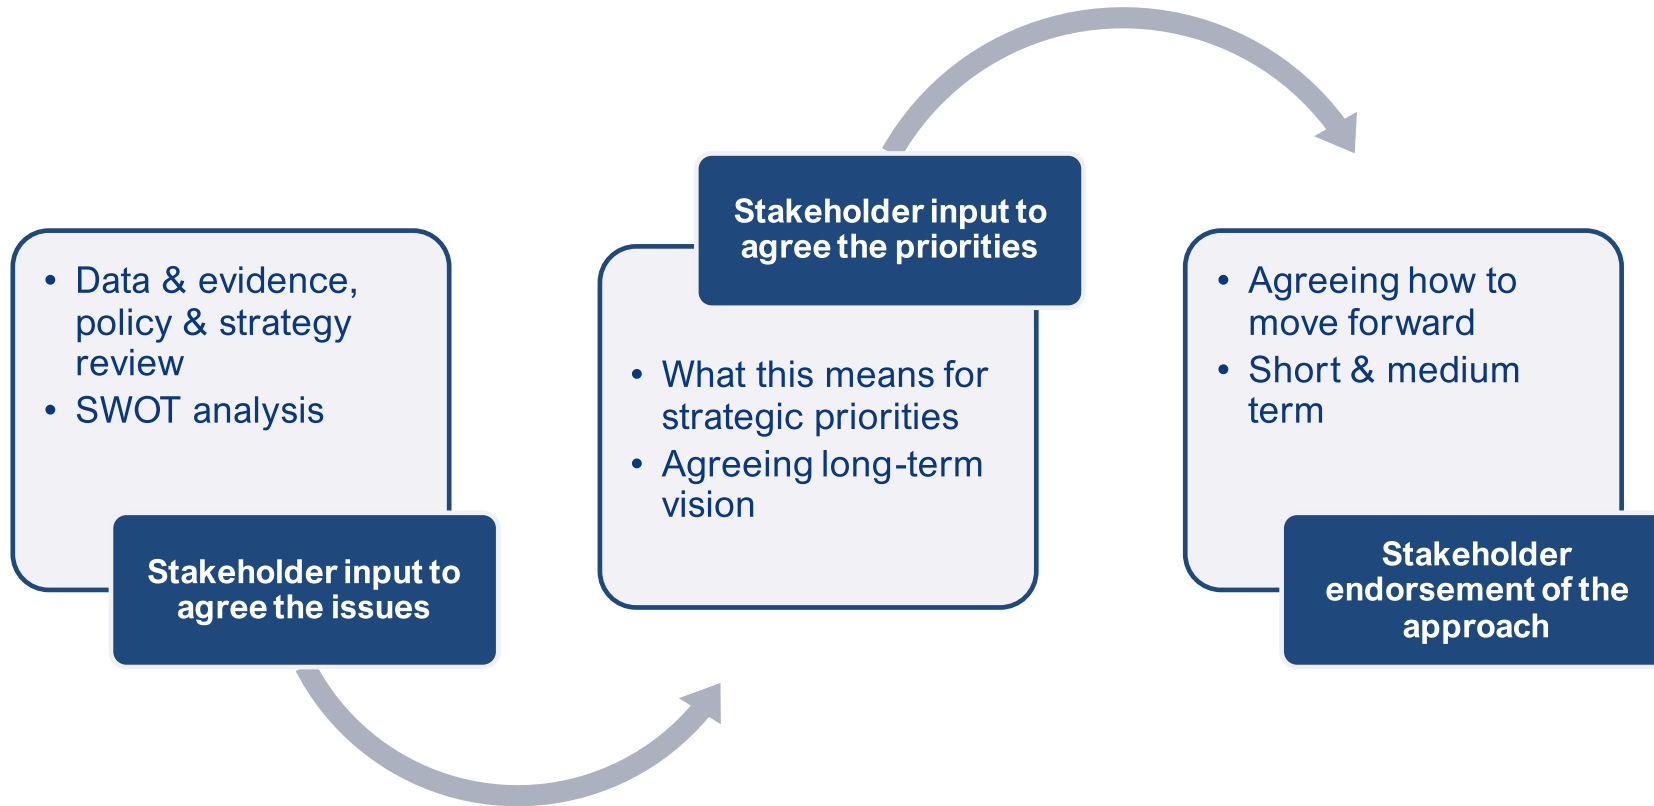 • Data & evidence,
policy & strategy
review
• SWOT analysis
Stakeholder input to
agree the issues
Stakeholder input to
agree the priorities
• What this means for
strategic priorities
• Agreeing long-term
vision
• Agreeing how to
move forward
• Short & medium
term
Stakeholder
endorsement of the
approach